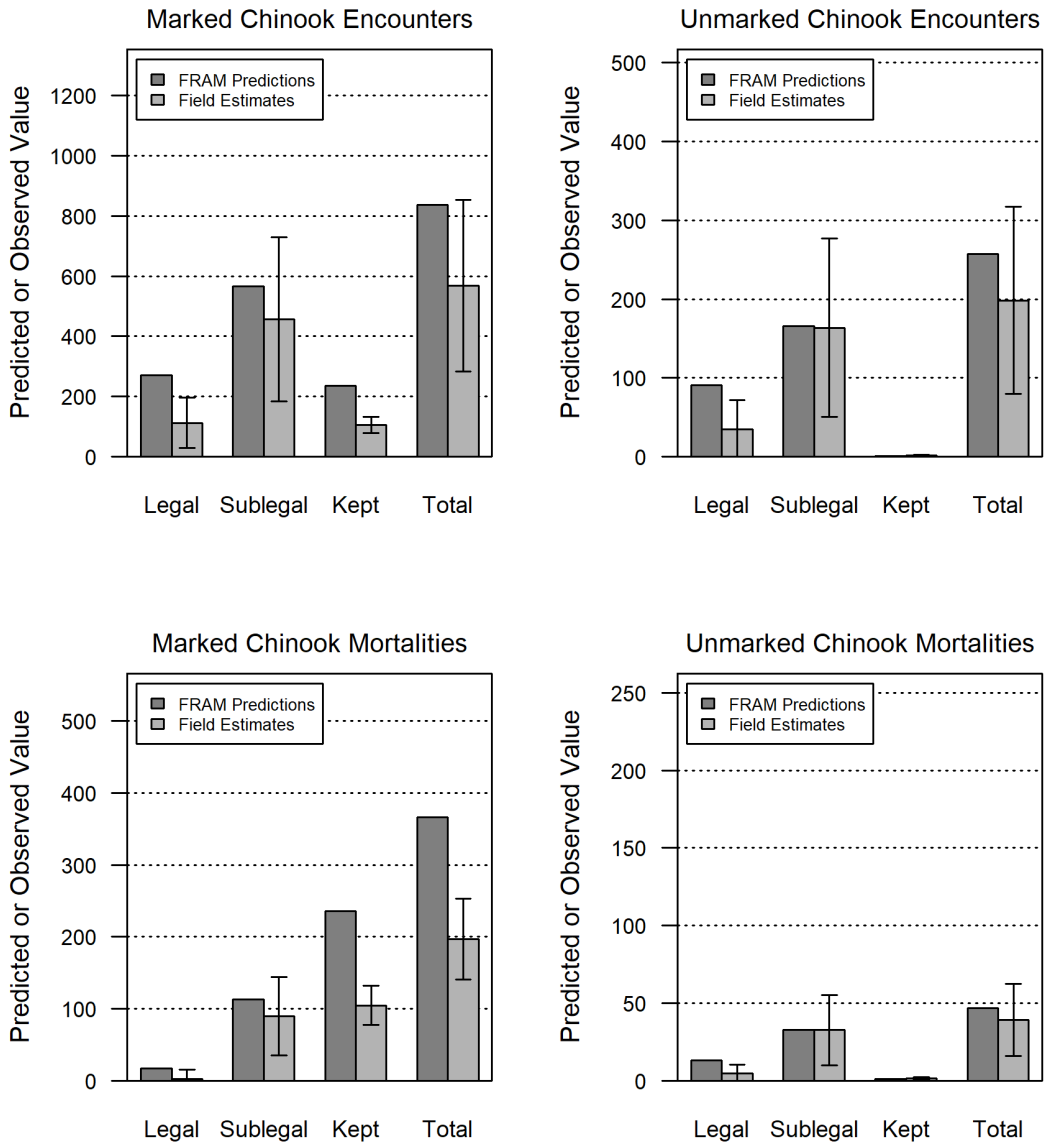 Marked Chinook Encounters
Predicted or Observed Value
1200
1000
800
600
400
200
0
FRAM Predictions
Field Estimates
Legal Sublegal Kept Total
Unmarked Chinook Encounters
Predicted or Observed Value
500
400
300
200
100
0
FRAM Predictions
Field Estimates
Legal Sublegal Kept Total
Marked Chinook Mortalities
Predicted or Observed Value
500
400
300
200
100
0
FRAM Predictions
Field Estimates
Legal Sublegal Kept Total
Unmarked Chinook Mortalities
Predicted or Observed Value
250
200
150
100
50
0
FRAM Predictions
Field Estimates
Legal Sublegal Kept Total